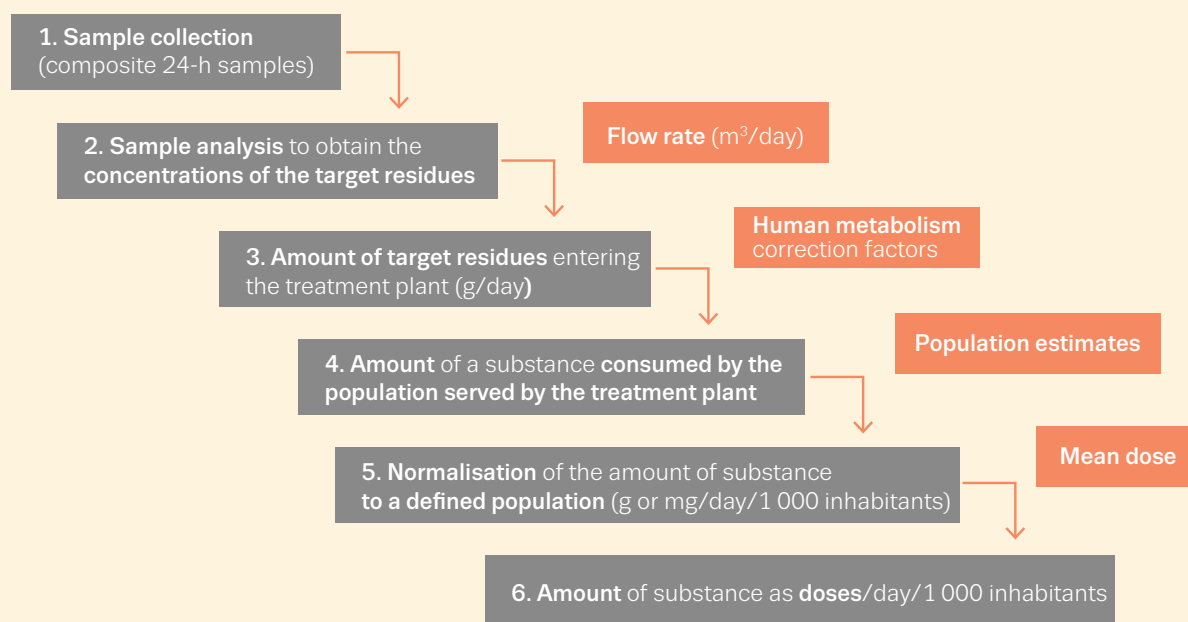 1. Sample collection
(composite 24-h samples)
2. Sample analysis to obtain the
concentrations of the target residues
Flow rate (m³/day)
3. Amount of target residues entering
the treatment plant (g/day)
Human metabolism
correction factors
4. Amount of a substance consumed by the
population served by the treatment plant
Population estimates
5. Normalisation of the amount of substance
to a defined population (g or mg/day/1 000 inhabitants)
Mean dose
6. Amount of substance as doses/day/1 000 inhabitants